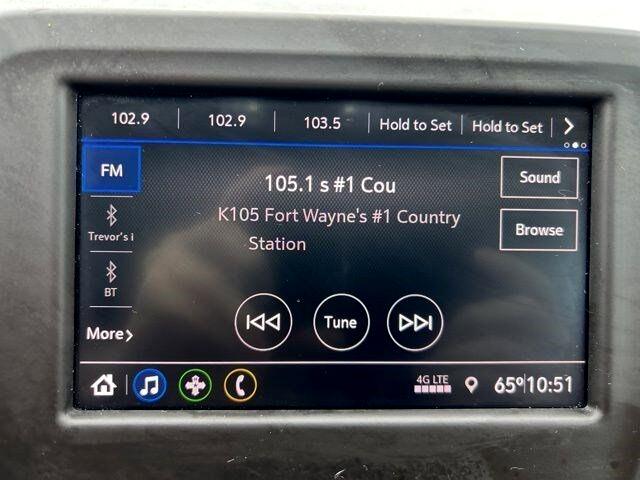 102.9 102.9 103.5 Hold to Set Hold to Set
FM
105.1 s #1 Cou
Sound
K105 Fort Wayne's #1 Country
Station
Browse
Trevor's i
BT
More
Tune
4G LTE
65° 10:51